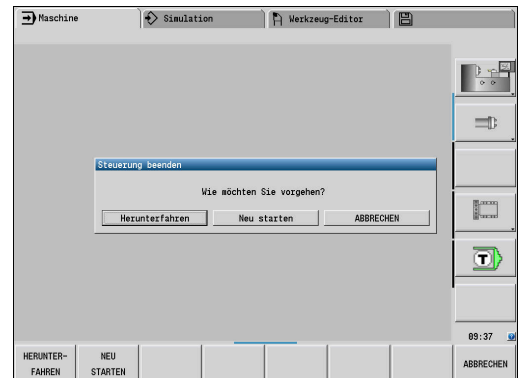 Maschine
Simulation
Werkzeug-Editor
Steuerung beenden
Wie möchten Sie vorgehen?
Herunterfahren
Neu starten
ABBRECHEN
T
09:37
HERUNTER-
FAHREN
NEU
STARTEN
ABBRECHEN